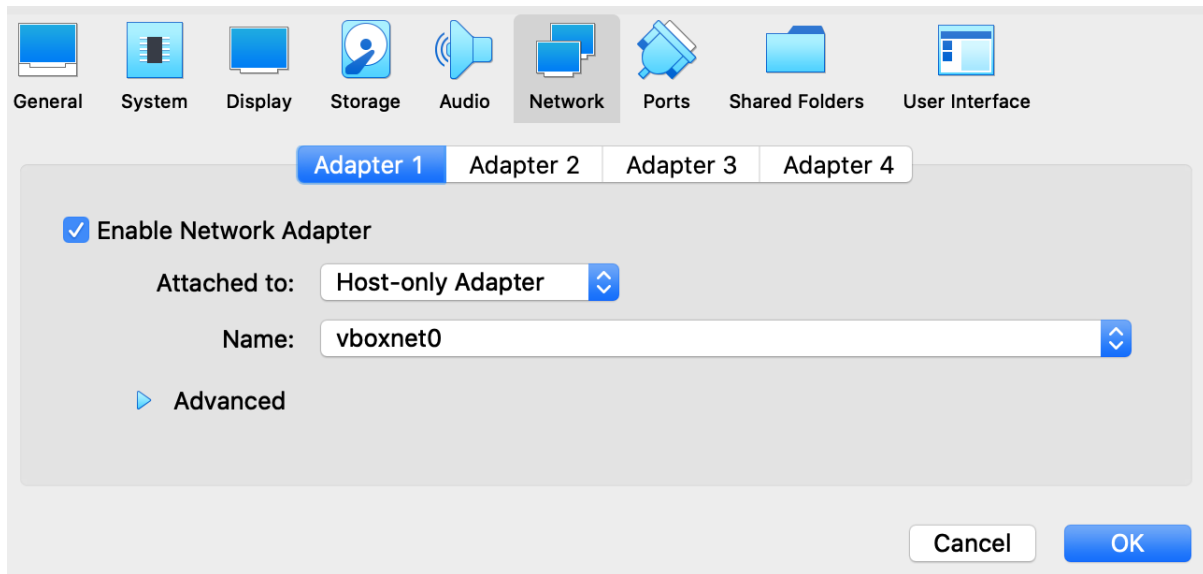 General System Display Storage Audio Network Ports Shared Folders User Interface
Adapter 1 Adapter 2 Adapter 3 Adapter 4
Enable Network Adapter
Attached to: Host-only Adapter
Name: vboxnet0
Advanced
Cancel OK